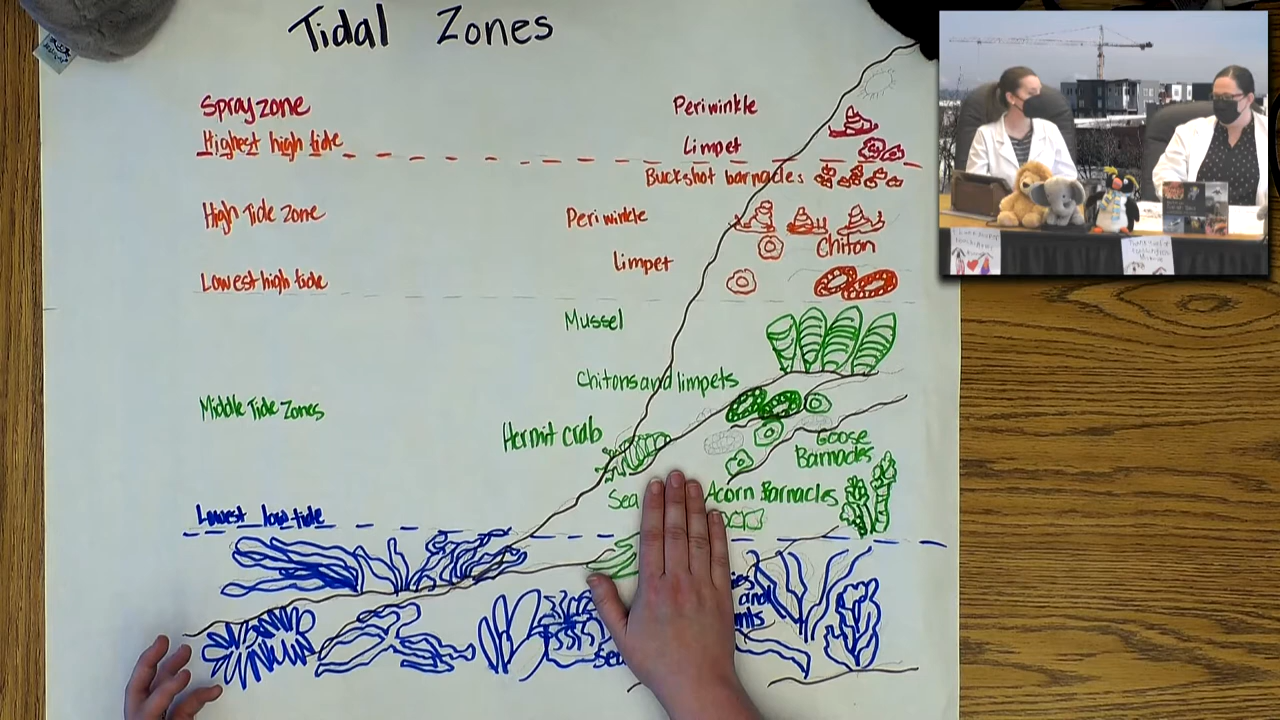 Tidal Zones
Spray zone
Periwinkle
Highest high tide
Limpet
Buckshot barnacles
High Tide Zone
Periwinkle
Chiton
Limpet
Lowest high tide
Mussel
Chitons and limpets
Middle Tide Zones
Hermit crab
Goose
Barnacles
Sea
Acorn Barnacles
Lowest low tide
and